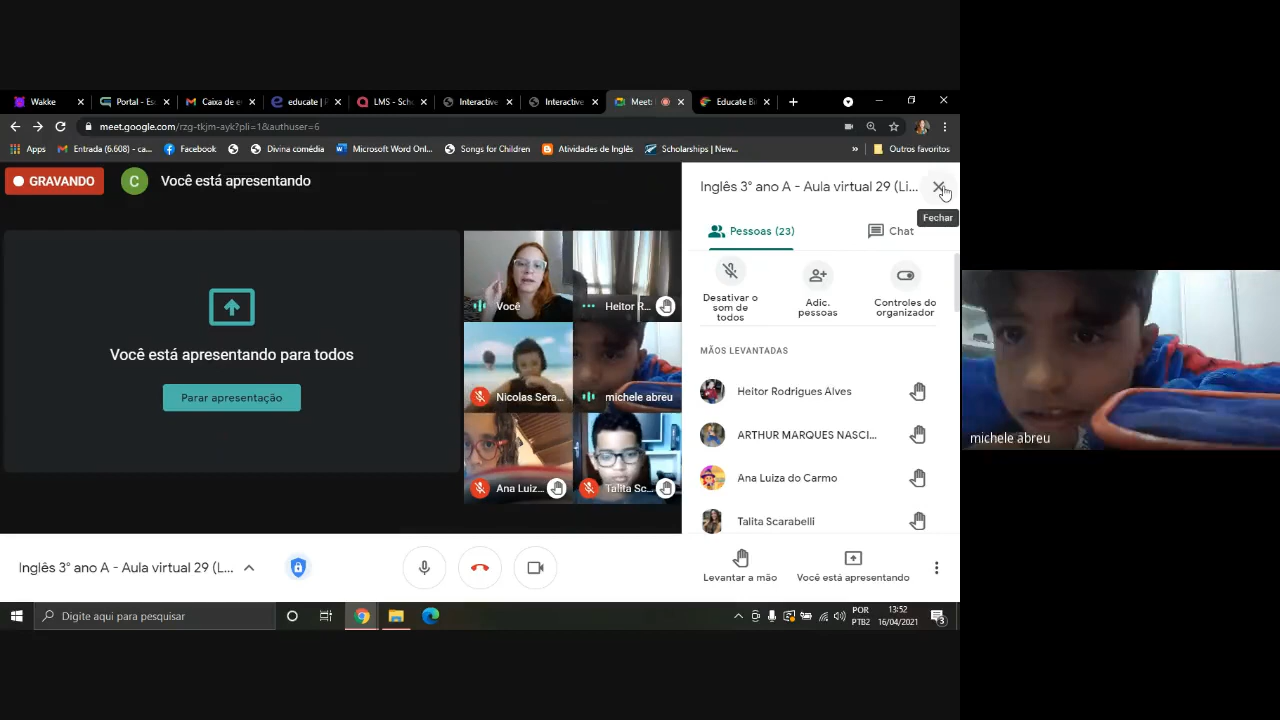 Wakke
Portal - Es
Caixa de e
educate | F
LMS - Scho
Interactive
Interactive
Meet:
Educate Bi
meet.google.com/rzg-tkjm-ayk?pli=1&authuser=6
Apps
Entrada (6.608) - ca...
Facebook
Divina comédia
Microsoft Word Onl...
Songs for Children
Atividades de Inglês
Scholarships | New...
»
Outros favoritos
GRAVANDO
C
Você está apresentando
Inglês 3° ano A - Aula virtual 29 (Li...
Fechar
Pessoas (23)
Chat
Desativar o
som de
todos
Adic.
pessoas
Controles do
organizador
MÃOS LEVANTADAS
Heitor Rodrigues Alves
ARTHUR MARQUES NASCI...
Ana Luiza do Carmo
Talita Scarabelli
Você está apresentando para todos
Parar apresentação
Você
Heitor R...
Nicolas Sera...
michele abreu
Ana Luiz...
Talita Sc...
michele abreu
Inglês 3° ano A - Aula virtual 29 (L...
Levantar a mão
Você está apresentando
Digite aqui para pesquisar
POR
PTB2
13:52
16/04/2021
3